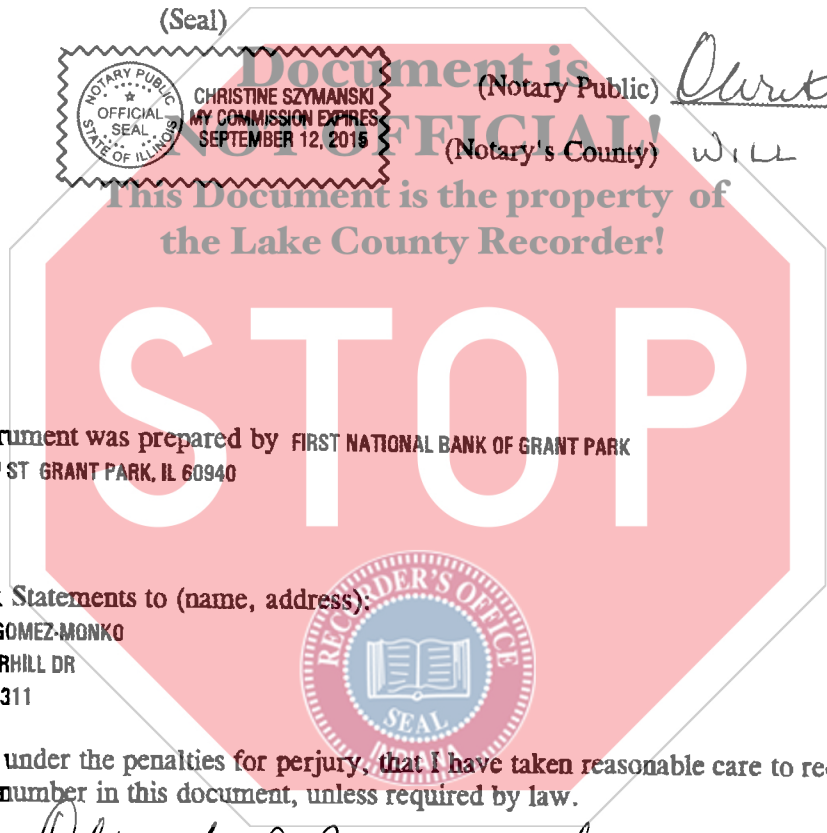 (Seal)
Document is
NOT OFFICIAL!
This Document is the property of
the Lake County Recorder!
NOTARY PUBLIC
OFFICIAL
SEAL
STATE OF ILLINOIS
CHRISTINE SZYMANSKI
MY COMMISSION EXPIRES
SEPTEMBER 12, 2015
(Notary Public)
(Notary's County) WILL
STOP
rument was prepared by FIRST NATIONAL BANK OF GRANT PARK
ST GRANT PARK, IL 60940
Statements to (name, address):
GOMEZ-MONKO
RHILL DR
311
RECORDER'S OFFICE
SEAL
INDIANA
under the penalties for perjury, that I have taken reasonable care to re
number in this document, unless required by law.